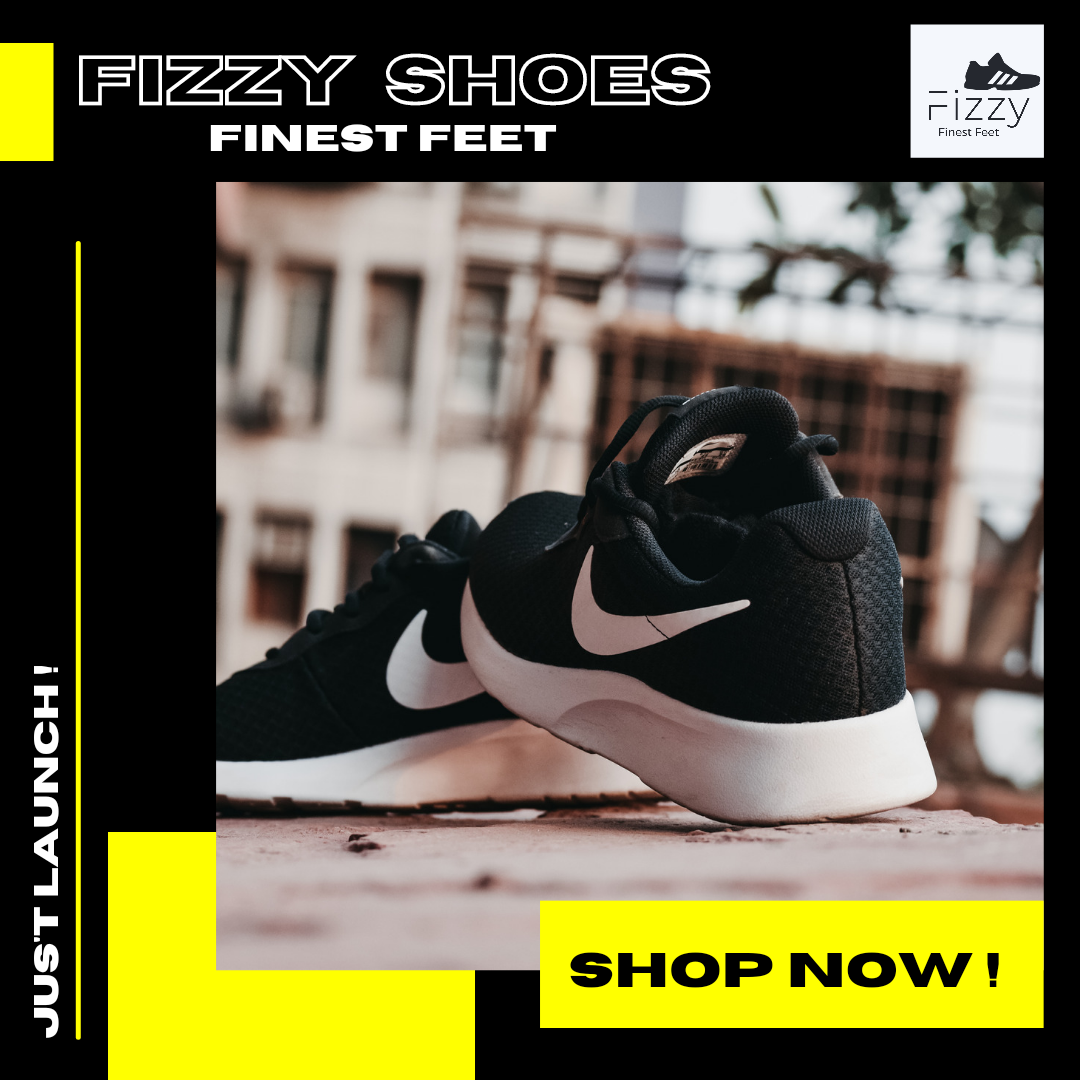 FIZZY SHOES
FINEST FEET
Fizzy
Finest Feet
JUST LAUNCH !
SHOP NOW !